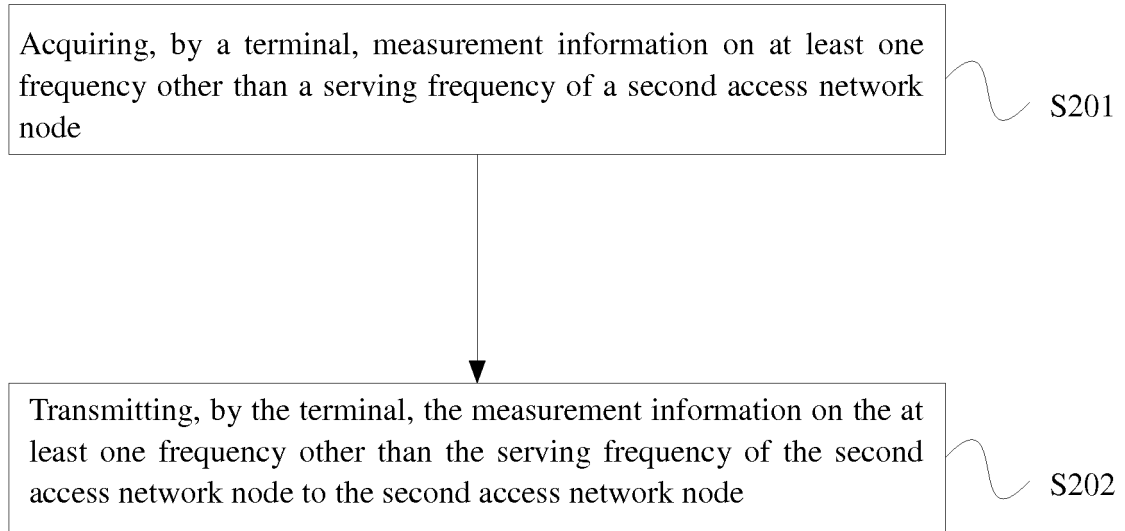 Acquiring, by a terminal, measurement information on at least one
frequency other than a serving frequency of a second access network
node
S201
Transmitting, by the terminal, the measurement information on the at
least one frequency other than the serving frequency of the second
access network node to the second access network node
S202